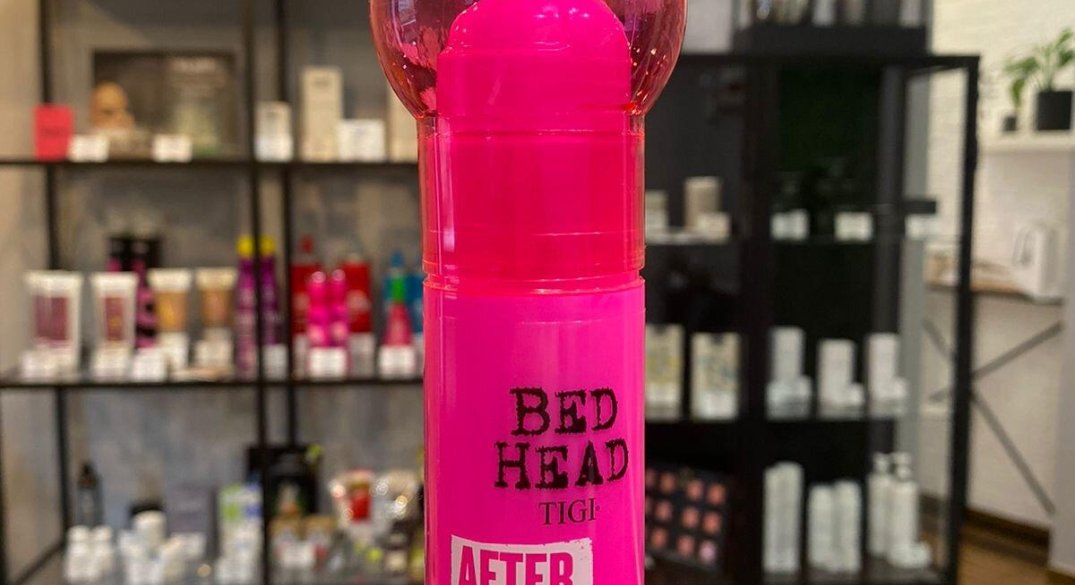 BED
HEAD
TIGI
AFTER